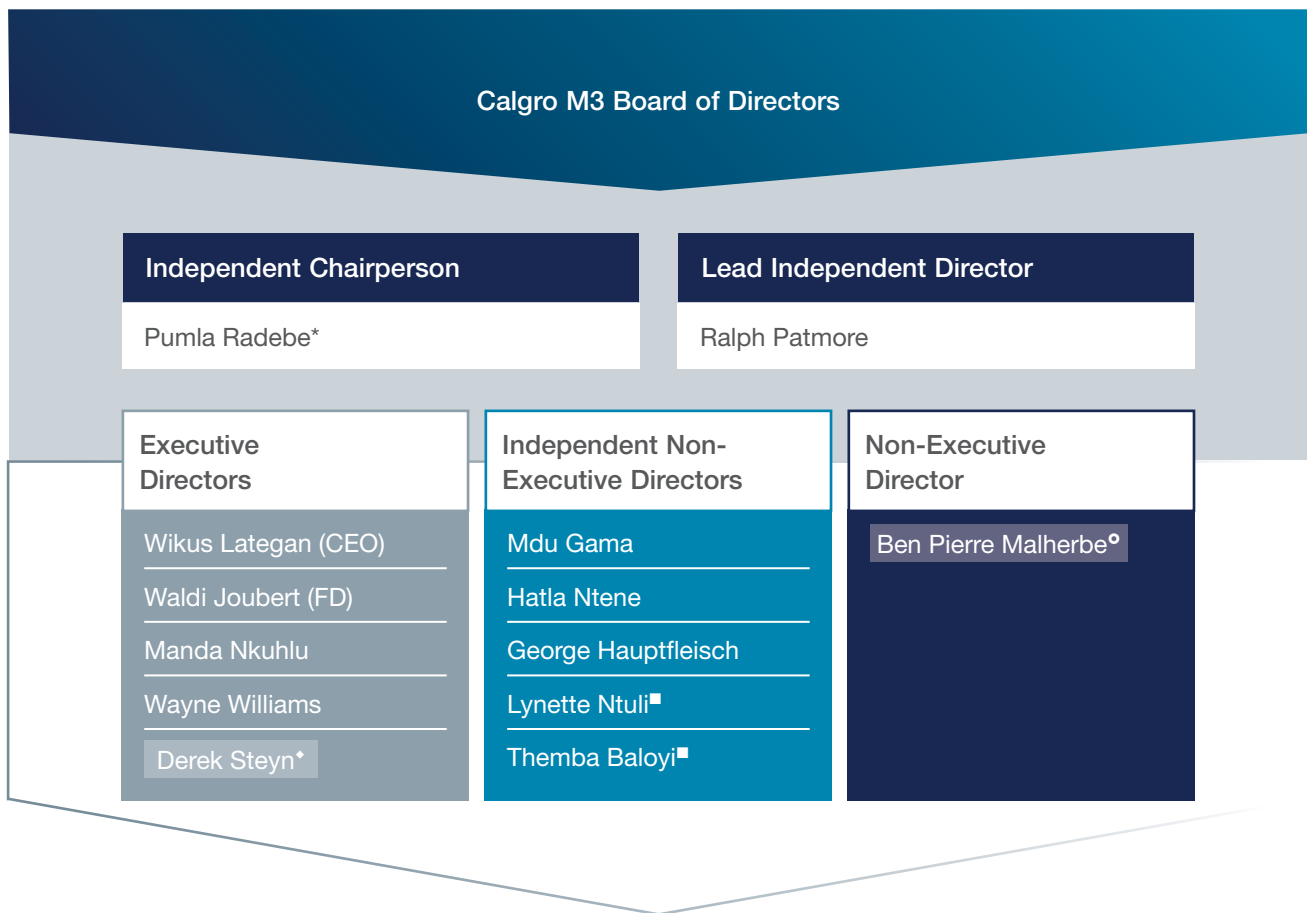 Calgro M3 Board of Directors
Independent Chairperson
Pumla Radebe*
Lead Independent Director
Ralph Patmore
Executive
Directors
Wikus Lategan (CEO)
Waldi Joubert (FD)
Manda Nkuhlu
Wayne Williams
Derek Steyn◆
Independent Non-
Executive Directors
Mdu Gama
Hatla Ntene
George Hauptfleisch
Lynette Ntuli■
Themba Baloyi■
Non-Executive
Director
Ben Pierre Malherbe°